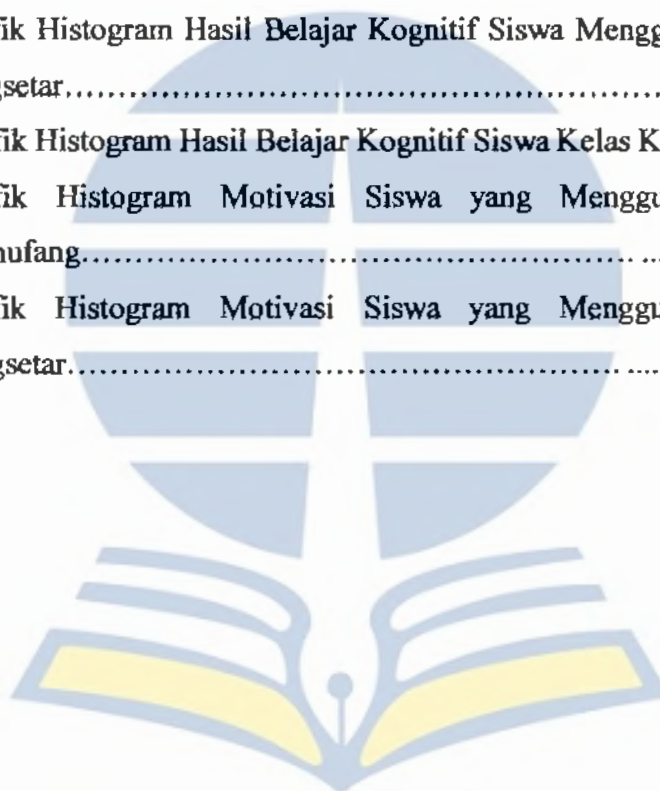 fik Histogram Hasil Belajar Kognitif Siswa Mengg
gsetar.......................................................................
fik Histogram Hasil Belajar Kognitif Siswa Kelas K
fik Histogram Motivasi Siswa yang Menggu
nufang.......................................................... ...
fik Histogram Motivasi Siswa yang Menggu
gsetar.......................................................... ....